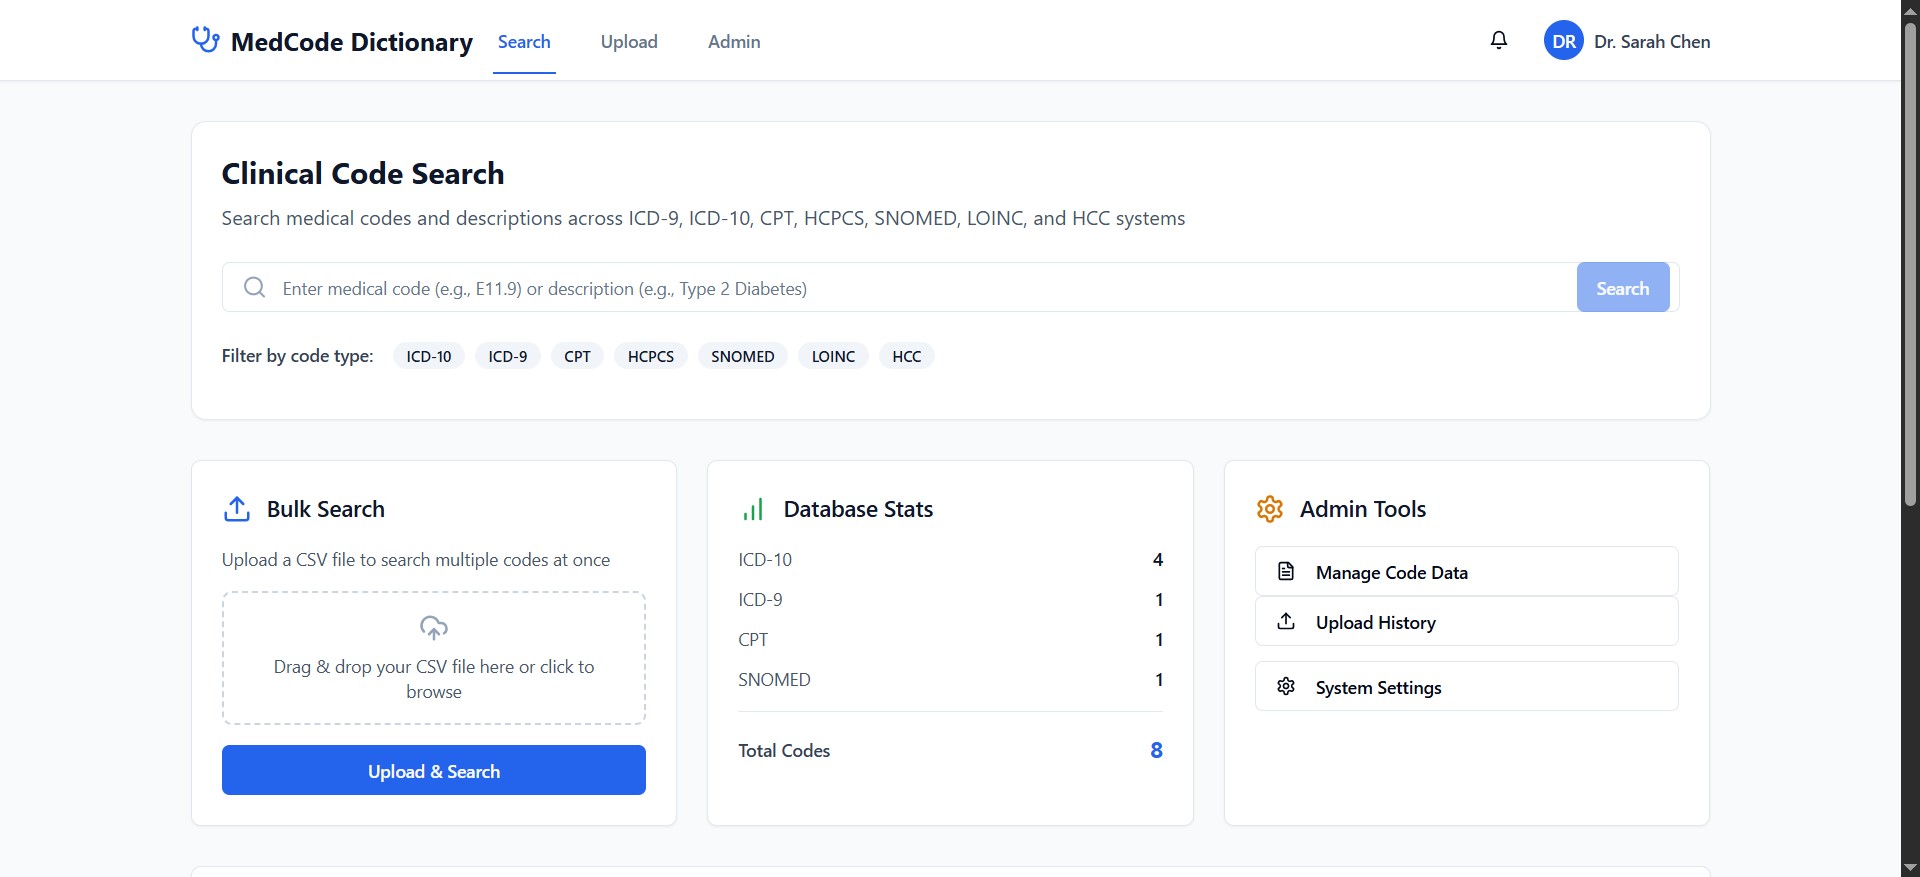 MedCode Dictionary
Search
Upload
Admin
DR
Dr. Sarah Chen
Clinical Code Search
Search medical codes and descriptions across ICD-9, ICD-10, CPT, HCPCS, SNOMED, LOINC, and HCC systems
Enter medical code (e.g., E11.9) or description (e.g., Type 2 Diabetes)
Search
Filter by code type:
ICD-10
ICD-9
CPT
HCPCS
SNOMED
LOINC
HCC
Bulk Search
Upload a CSV file to search multiple codes at once
Drag & drop your CSV file here or click to
browse
Upload & Search
Database Stats
ICD-10 4
ICD-9 1
CPT 1
SNOMED 1
Total Codes 8
Admin Tools
Manage Code Data
Upload History
System Settings